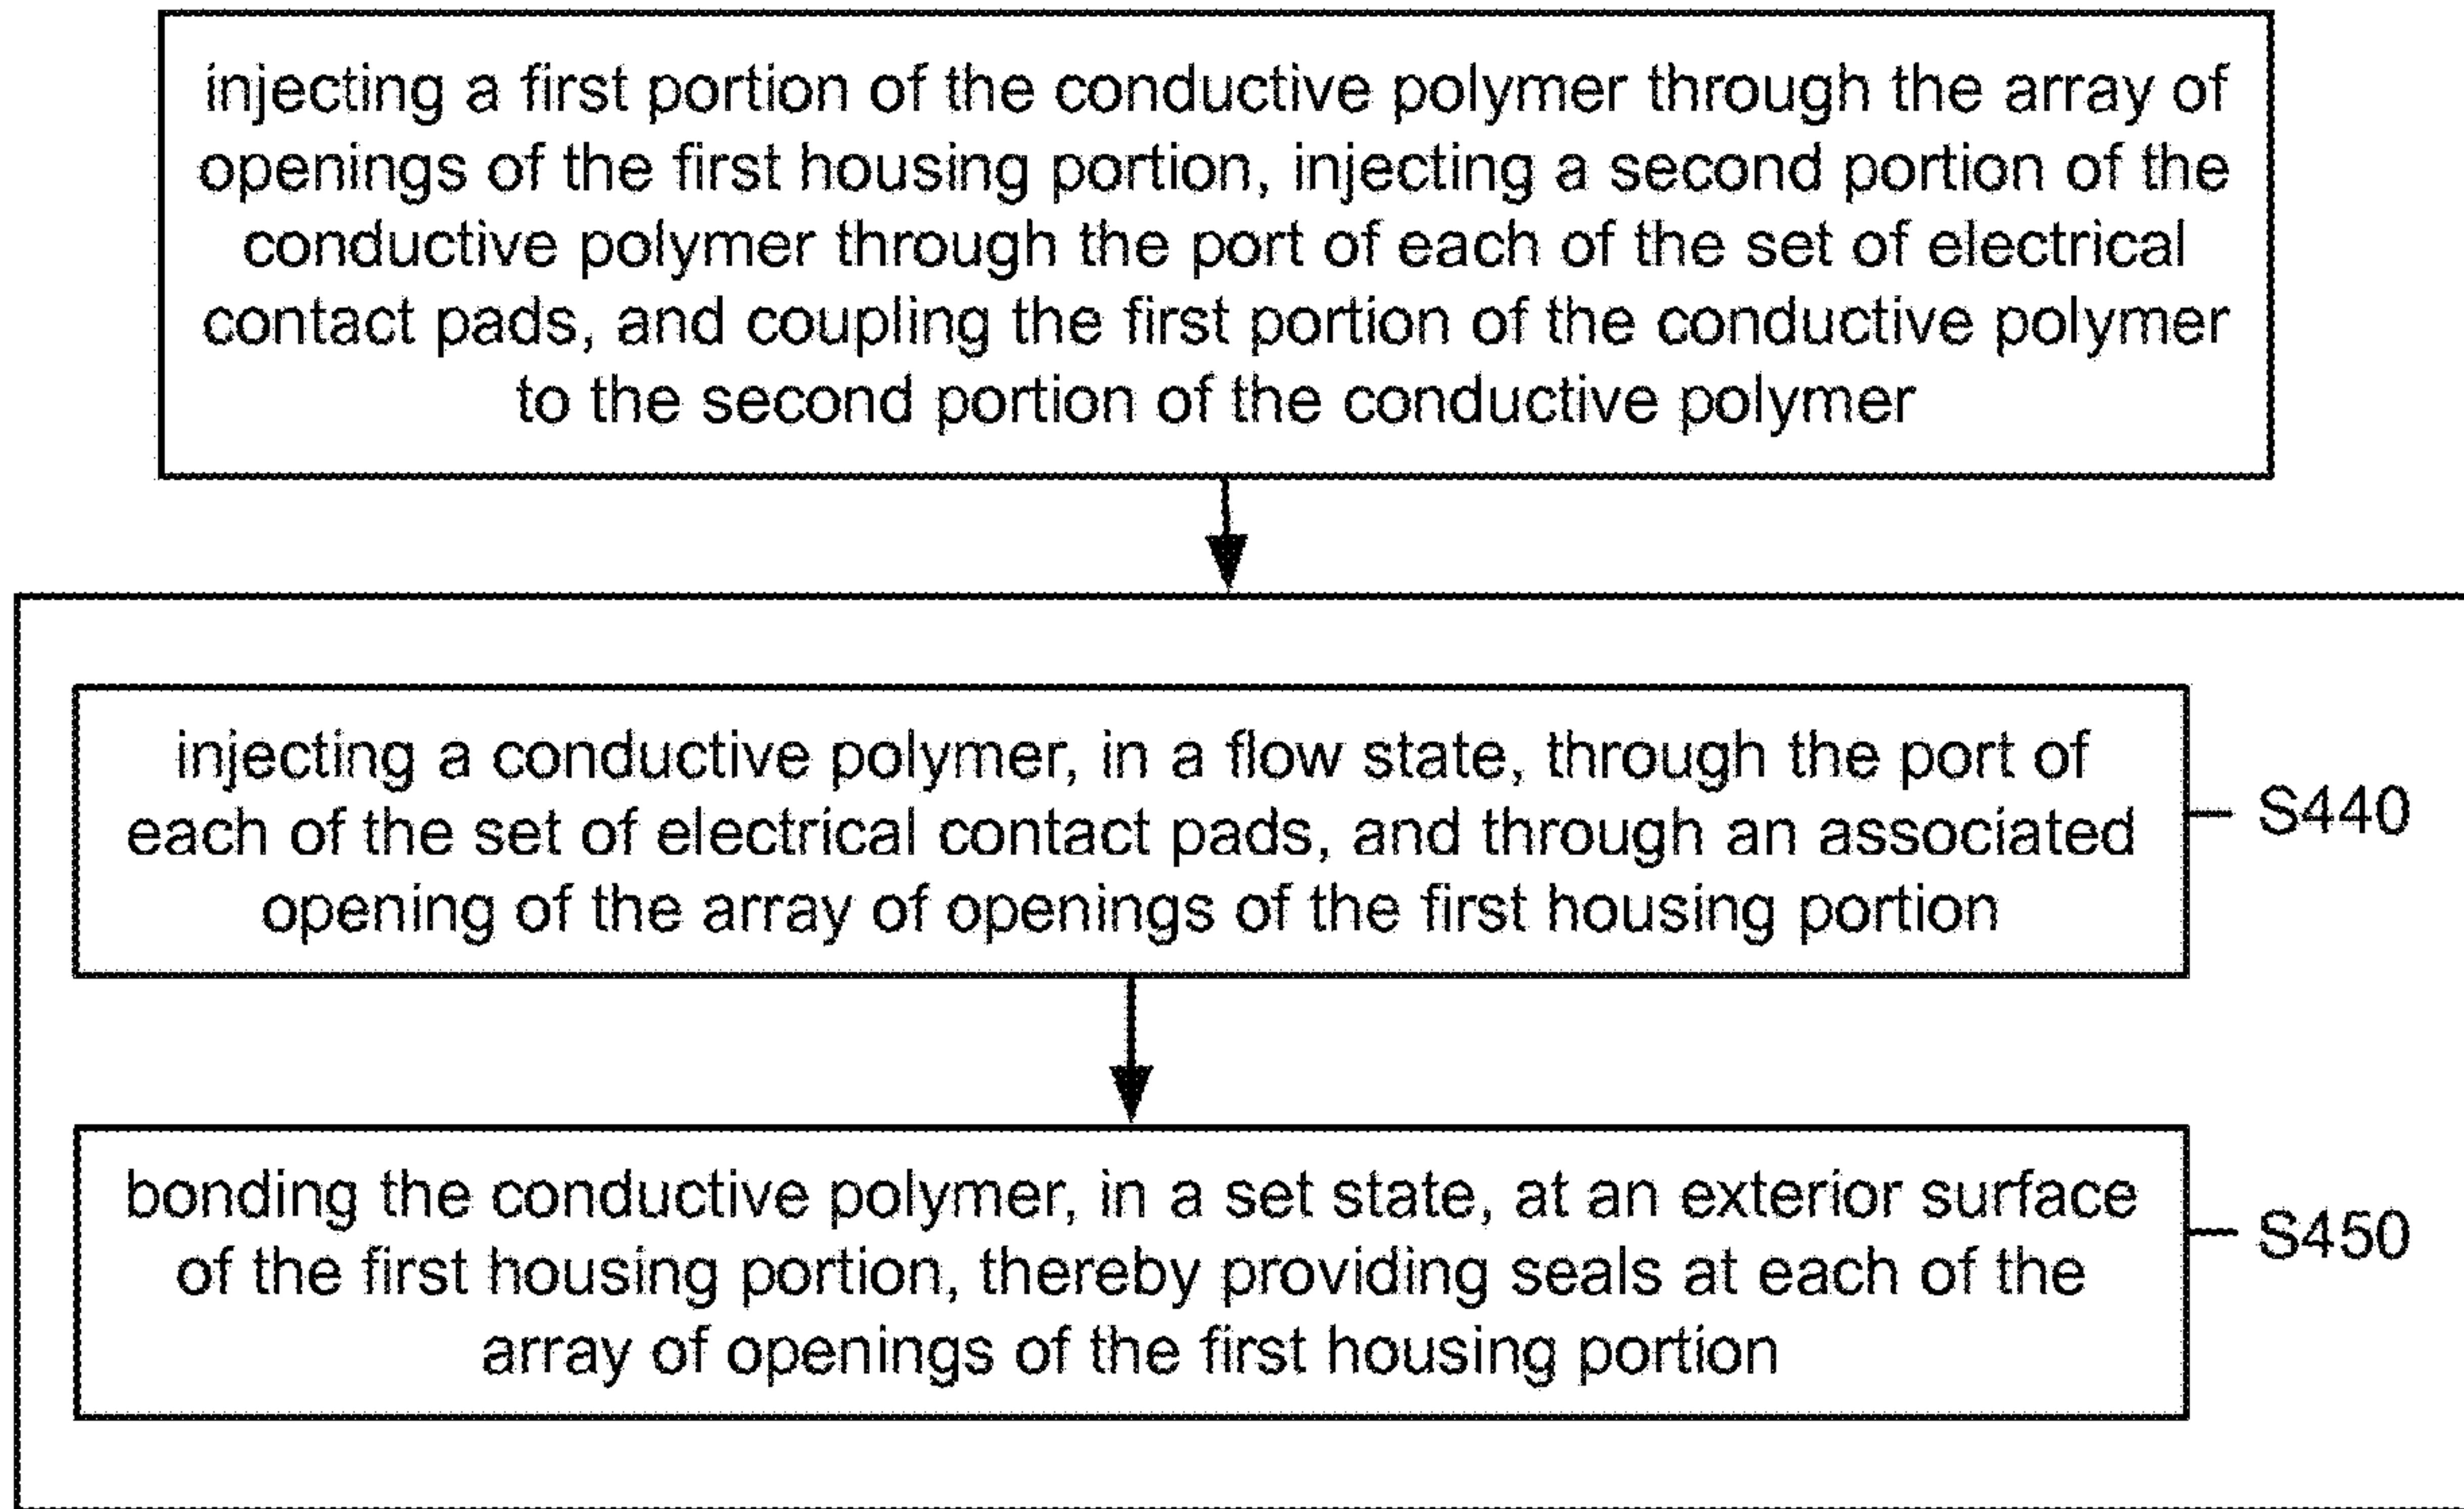 injecting a first portion of the conductive polymer through the array of
openings of the first housing portion, injecting a second portion of the
conductive polymer through the port of each of the set of electrical
contact pads, and coupling the first portion of the conductive polymer
to the second portion of the conductive polymer
injecting a conductive polymer, in a flow state, through the port of
each of the set of electrical contact pads, and through an associated
opening of the array of openings of the first housing portion
S440
bonding the conductive polymer, in a set state, at an exterior surface
of the first housing portion, thereby providing seals at each of the
array of openings of the first housing portion
S450